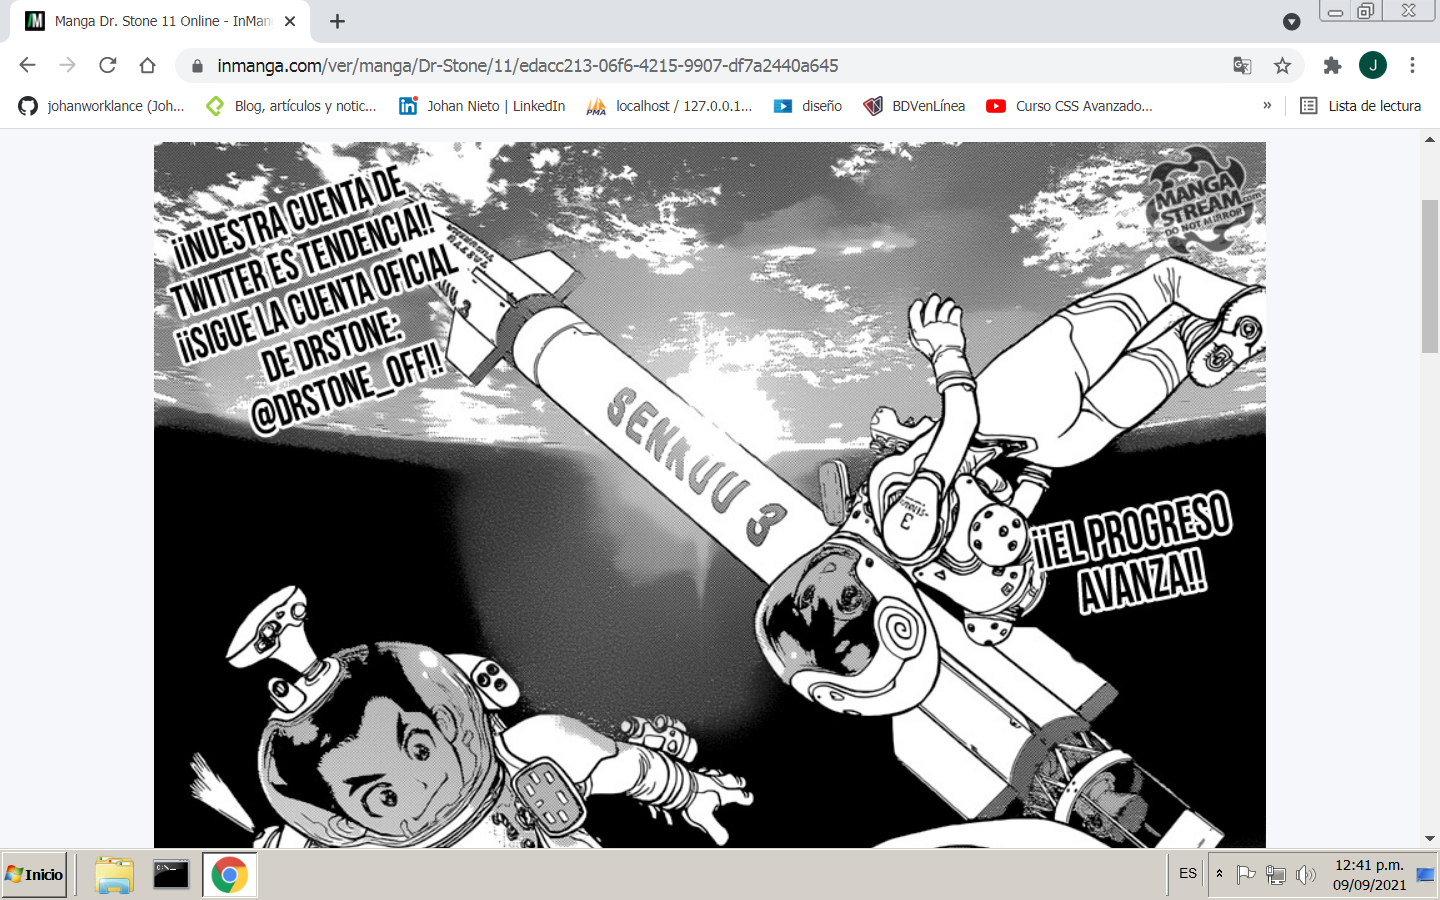 Manga Dr. Stone 11 Online - InMan
inmanga.com/ver/manga/Dr-Stone/11/edacc213-06f6-4215-9907-df7a2440a645
J
johanworklance (Joh...
Blog, artículos y notic...
Johan Nieto | LinkedIn
localhost / 127.0.0.1...
diseño
BDVenLínea
Curso CSS Avanzado...
»
Lista de lectura
¡¡NUESTRA CUENTA DE
TWITTER ES TENDENCIA!!
¡¡SIGUE LA CUENTA OFICIAL
DE DRSTONE:
@DRSTONE_OFF!!
MANGA
STREAM.com
DO NOT MIRROR
SENKUU 3
E
¡¡EL PROGRESO
AVANZA!!
Inicio
ES
12:41 p.m.
09/09/2021